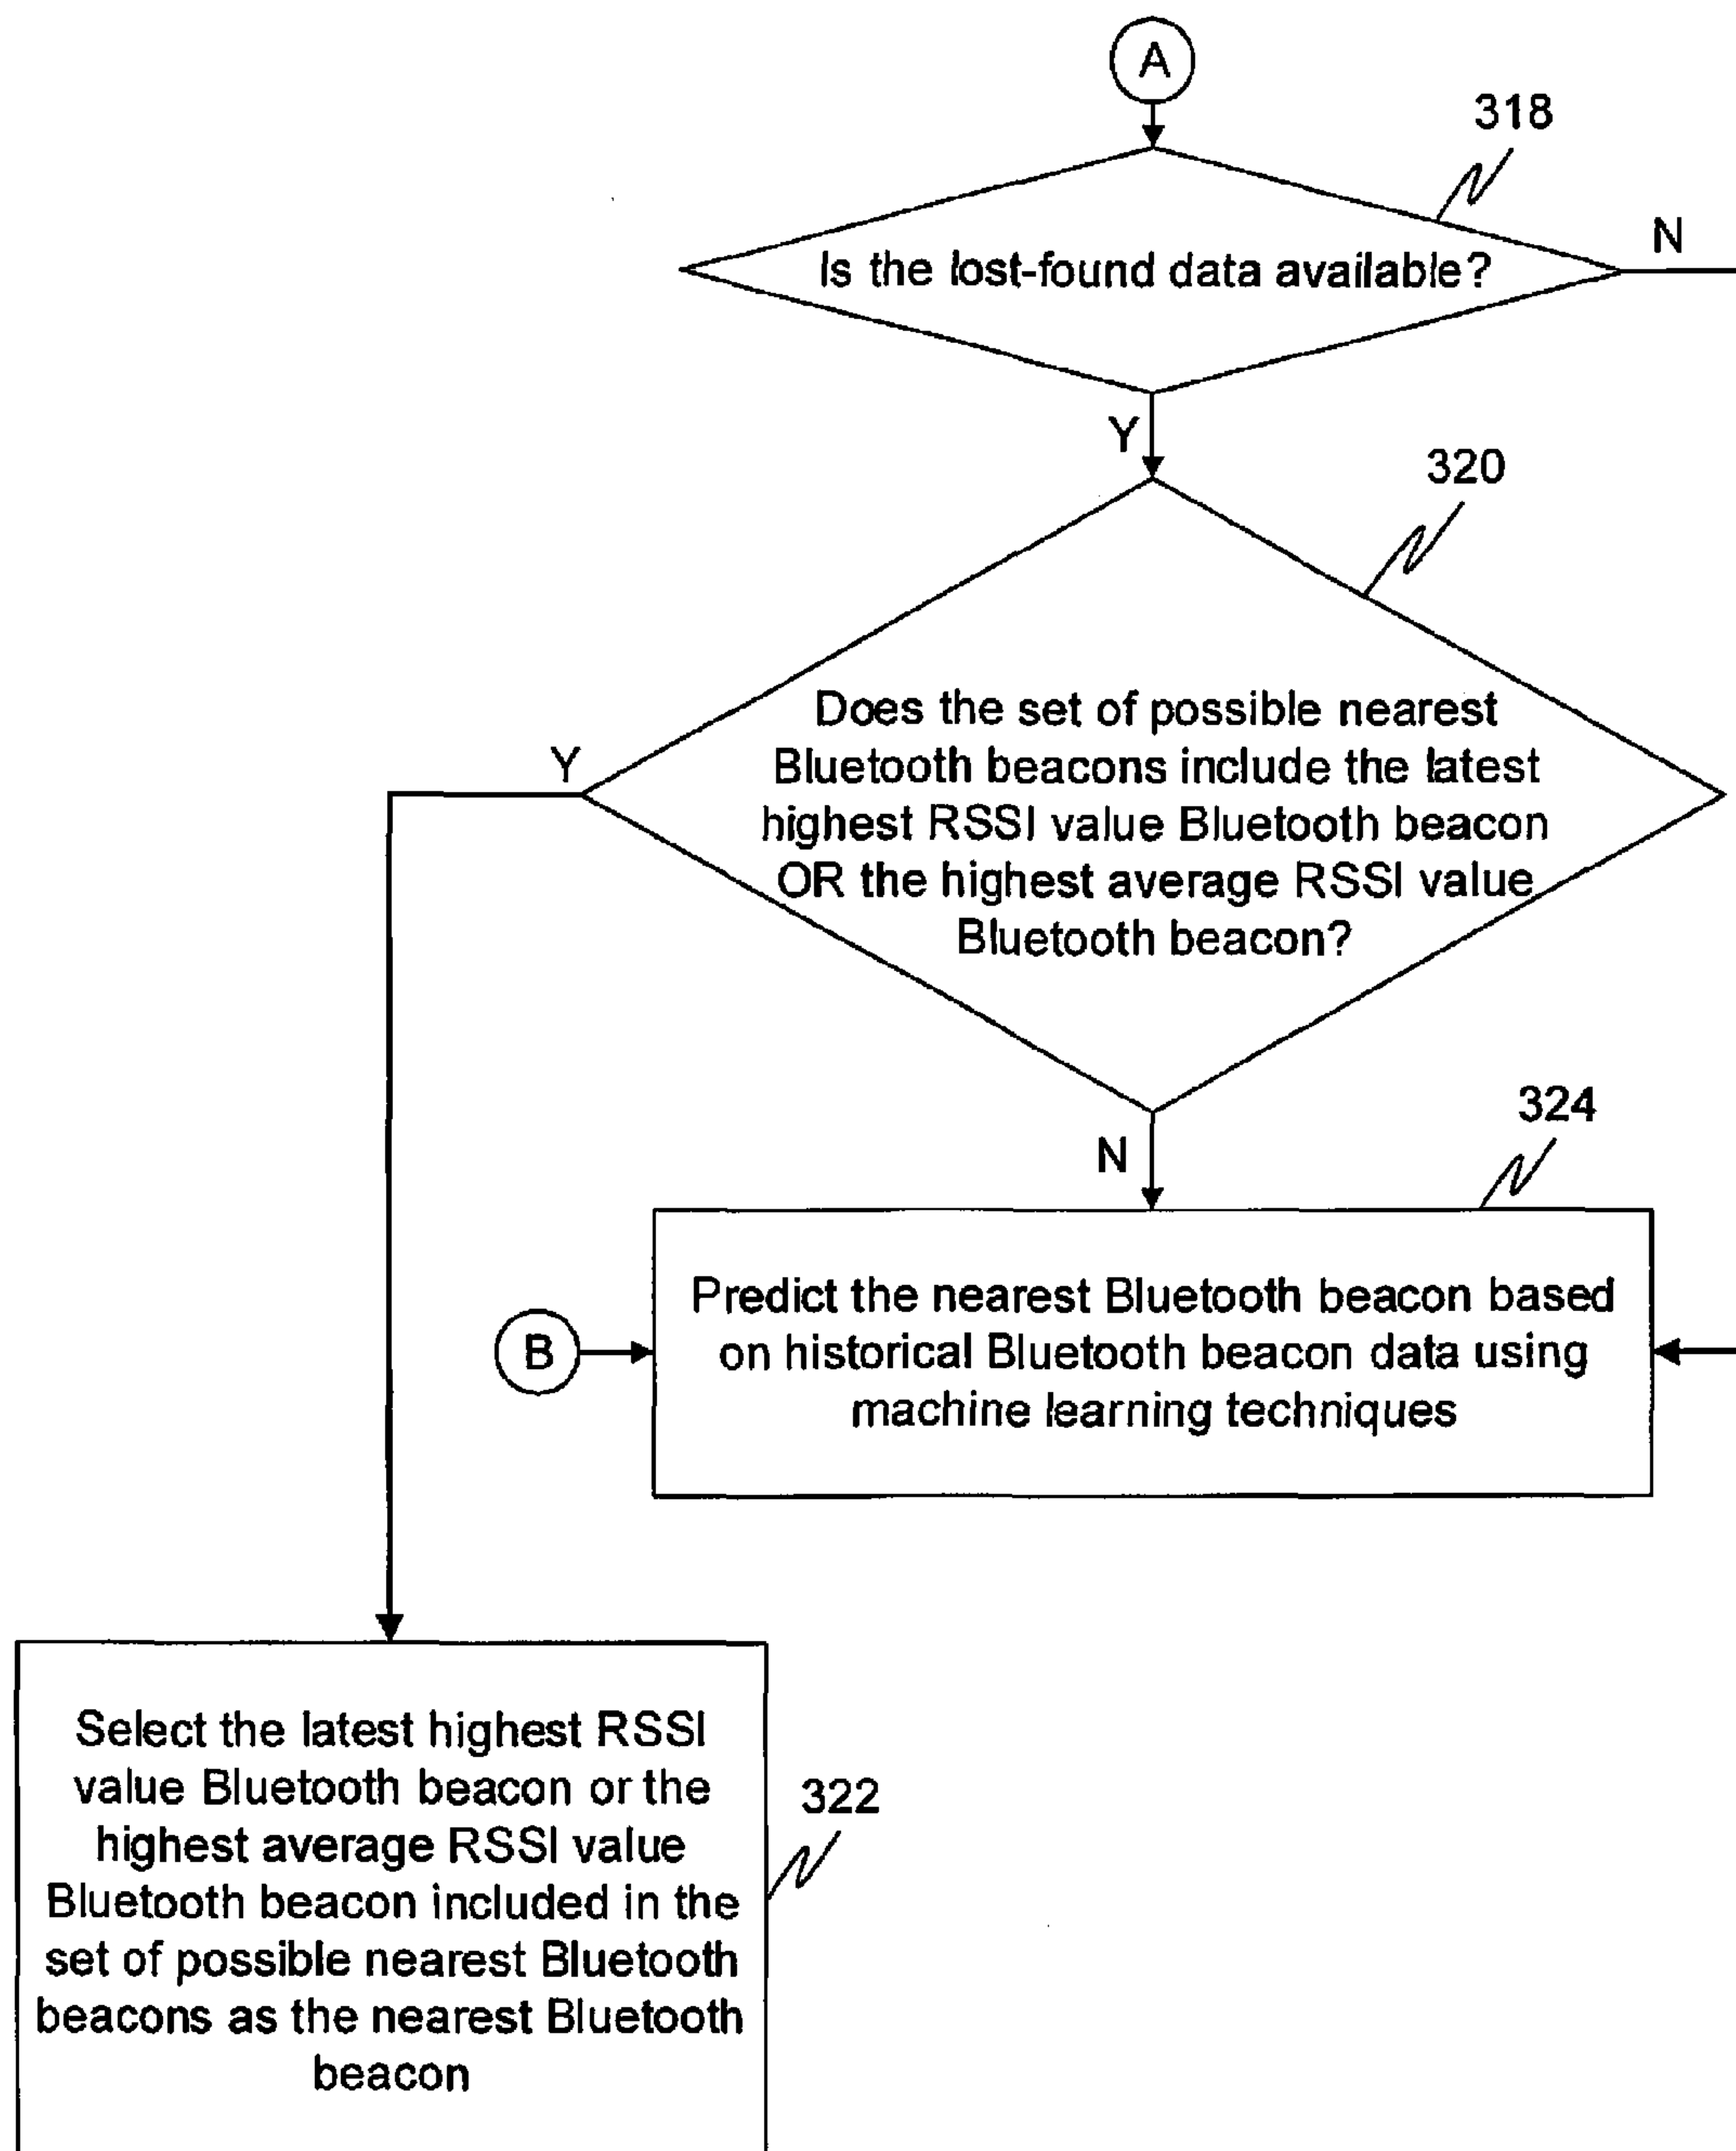 A
318
Is the lost-found data available?
N
Y
320
Does the set of possible nearest
Bluetooth beacons include the latest
highest RSSI value Bluetooth beacon
OR the highest average RSSI value
Bluetooth beacon?
Y
N
324
Predict the nearest Bluetooth beacon based
on historical Bluetooth beacon data using
machine learning techniques
B
Select the latest highest RSSI
value Bluetooth beacon or the
highest average RSSI value
Bluetooth beacon included in the
set of possible nearest Bluetooth
beacons as the nearest Bluetooth
beacon
322